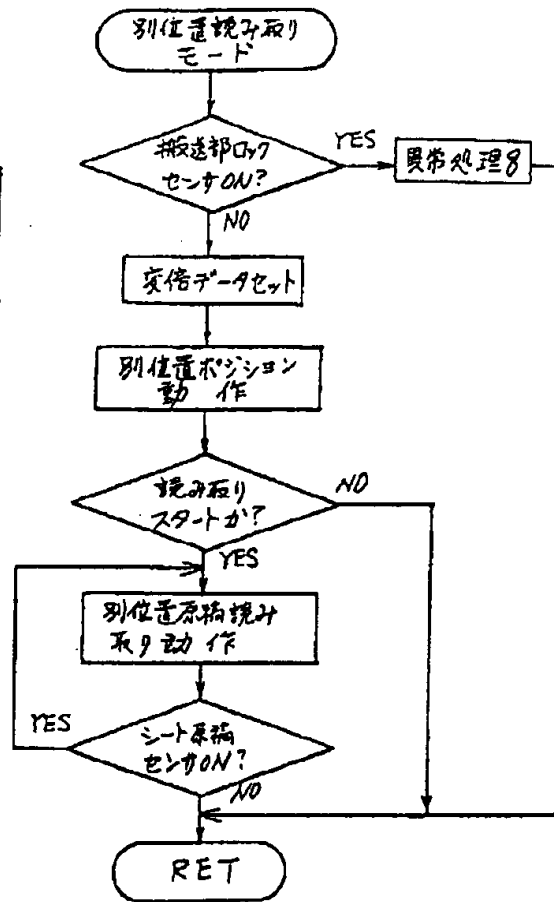 別位置読み取り
モード
搬送部ロック
センサON?
YES
異常処理8
NO
変倍データセット
別位置ポジション
動 作
読み取り
スタートか?
NO
YES
別位置原稿読み
取り動作
YES
シート原稿
センサON?
NO
RET